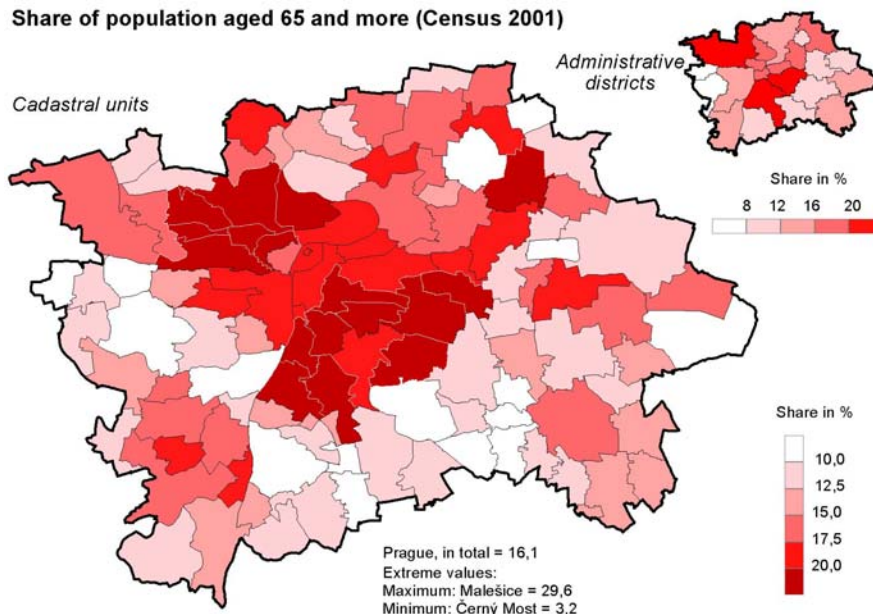 Share of population aged 65 and more (Census 2001)
Administrative
districts
Cadastral units
Share in %
8 12 16 20
Share in %
10,0
12,5
15,0
17,5
20,0
Prague, in total = 16,1
Extreme values:
Maximum: Malešice = 29,6
Minimum: Černý Most = 3,2